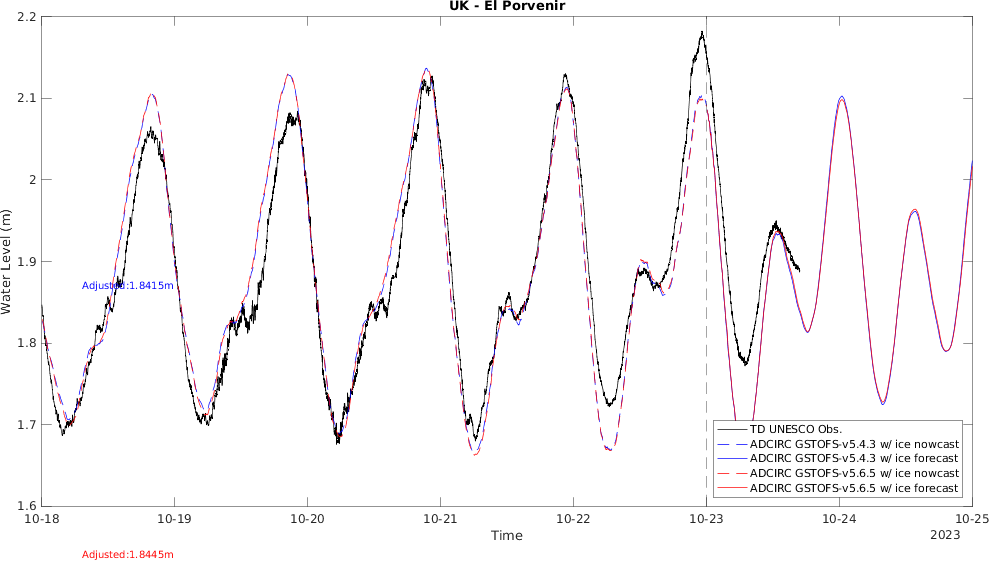 UK - El Porvenir
2.2
2.1
2
1.9
1.8
1.7
1.6
Water Level (m)
Adjusted:1.8415m
TD UNESCO Obs.
ADCIRC GSTOFS-v5.4.3 w/ ice nowcast
ADCIRC GSTOFS-v5.4.3 w/ ice forecast
ADCIRC GSTOFS-v5.6.5 w/ ice nowcast
ADCIRC GSTOFS-v5.6.5 w/ ice forecast
10-18 10-19 10-20 10-21 10-22 10-23 10-24 10-25
Time
2023
Adjusted:1.8445m